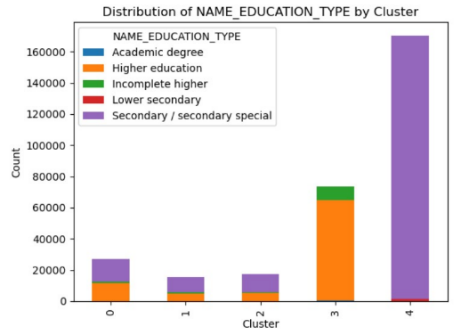 Distribution of NAME_EDUCATION_TYPE by Cluster
NAME_EDUCATION_TYPE
Academic degree
Higher education
Incomplete higher
Lower secondary
Secondary / secondary special
160000
140000
120000
100000
80000
60000
40000
20000
0
Count
0
1
2
3
4
Cluster